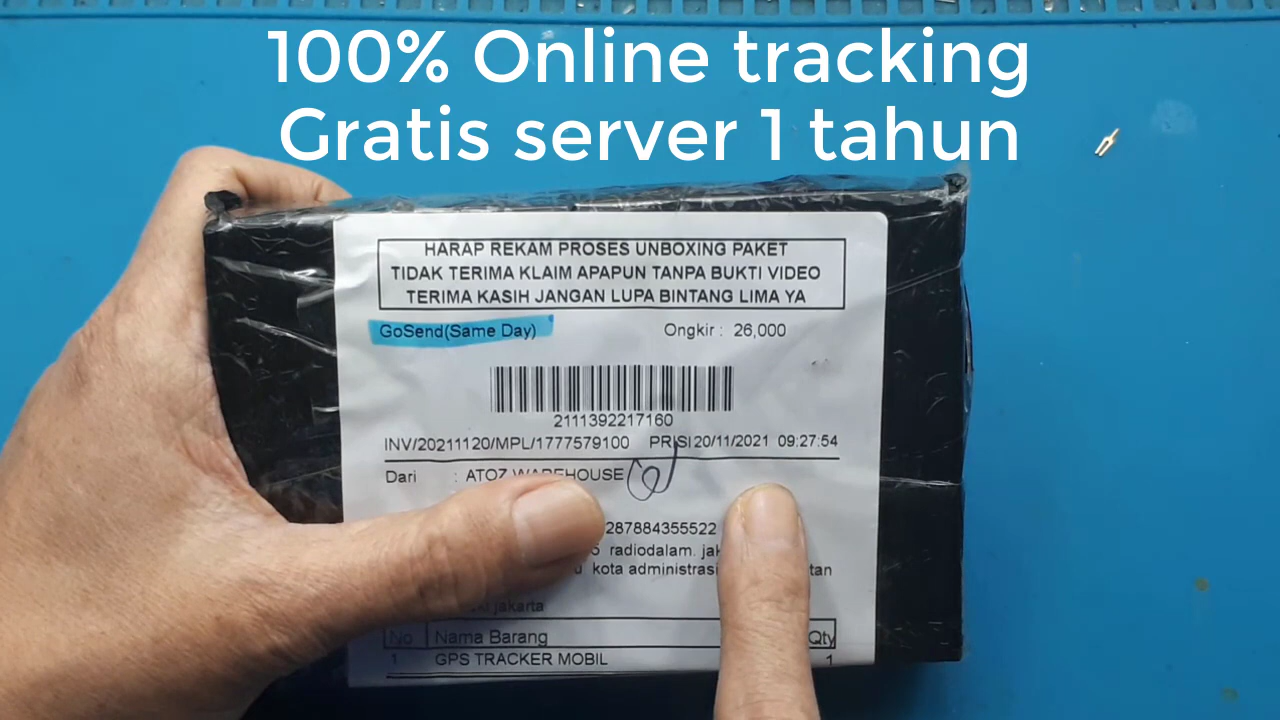 100% Online tracking
Gratis server 1 tahun
HARAP REKAM PROSES UNBOXING PAKET
TIDAK TERIMA KLAIM APAPUN TANPA BUKTI VIDEO
TERIMA KASIH JANGAN LUPA BINTANG LIMA YA
GoSend(Same Day) Ongkir : 26,000
2111392217160
INV/20211120/MPL/1777579100 20/11/2021 09:27:54
Dari : ATOZ WAREHOUSE
287884355522
radiodalam. jak
kota administrasi
jakarta
No Nama Barang Qty
1 GPS TRACKER MOBIL 1